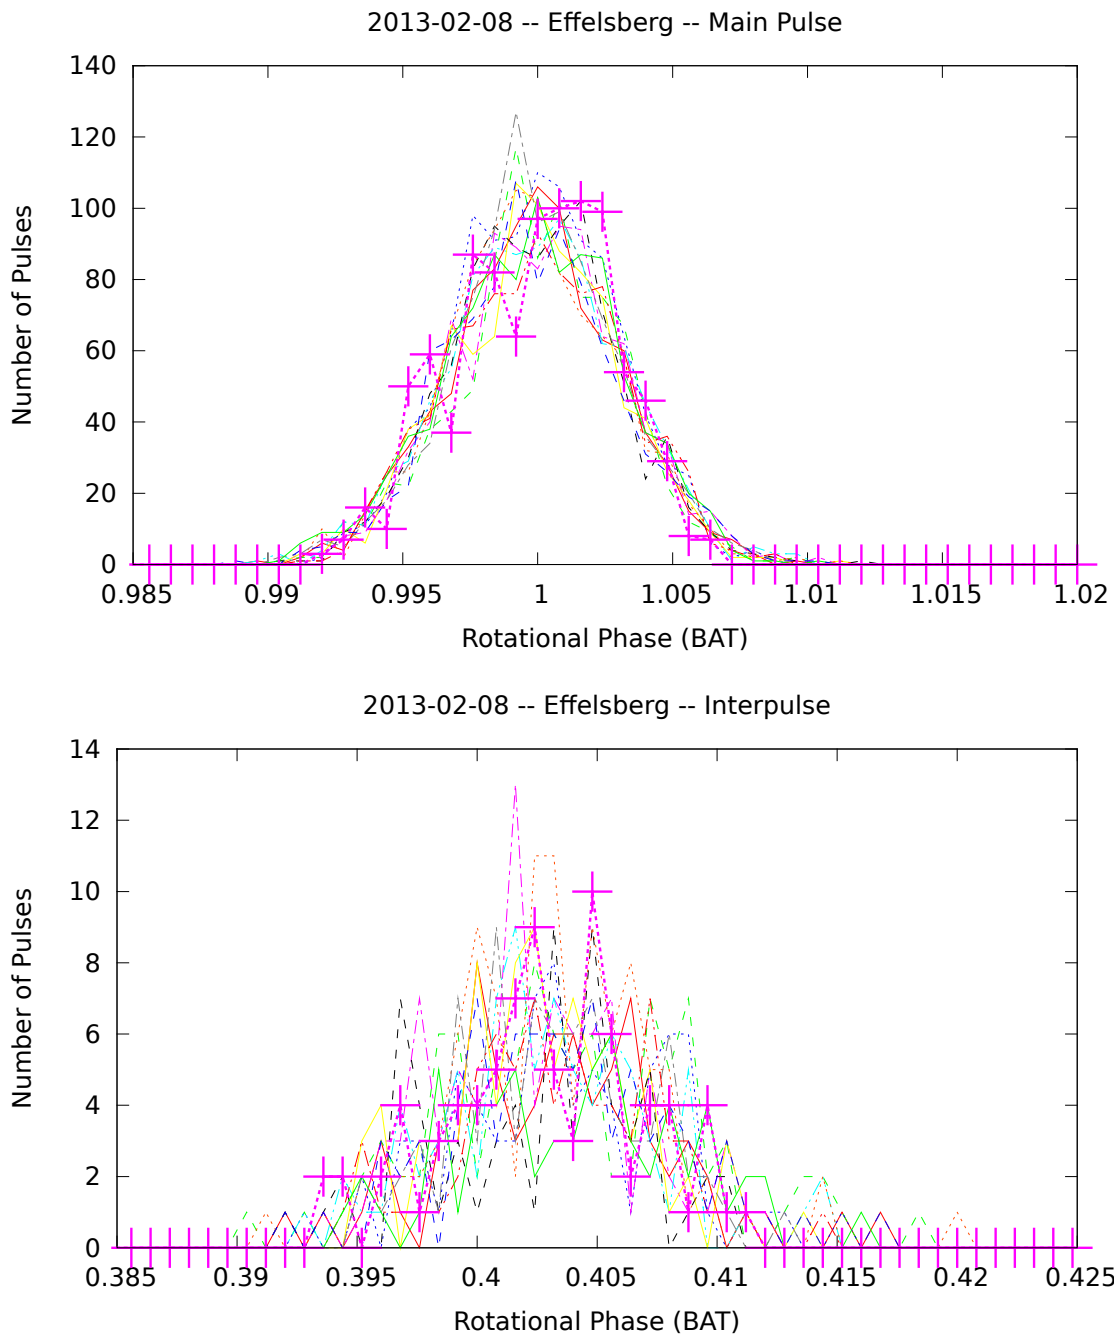 2013-02-08 -- Effelsberg -- Main Pulse
140
120
100
80
60
40
20
0
Number of Pulses
0.985 0.99 0.995 1 1.005 1.01 1.015 1.02
Rotational Phase (BAT)
2013-02-08 -- Effelsberg -- Interpulse
14
12
10
8
6
4
2
0
Number of Pulses
0.385 0.39 0.395 0.4 0.405 0.41 0.415 0.42 0.425
Rotational Phase (BAT)